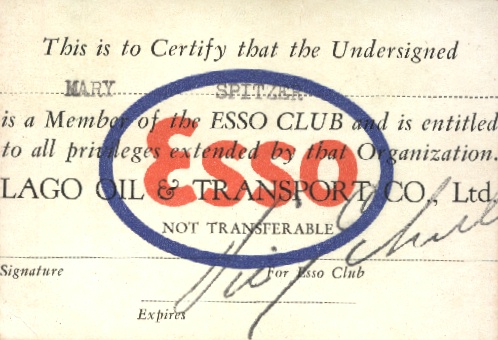 This is to Certify that the Undersigned
MARY SPITZER
is a Member of the ESSO CLUB and is entitled
to all privileges extended by that Organization.
Esso
LAGO OIL & TRANSPORT CO., Ltd.
NOT TRANSFERABLE
Signature For Esso Club
Expires